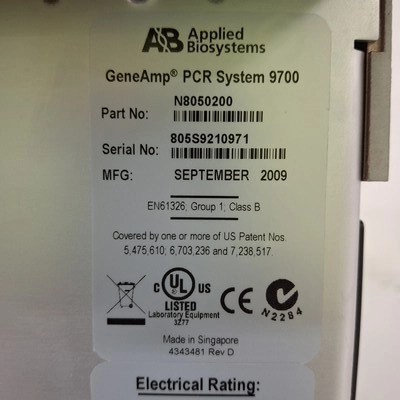 AB Applied
Biosystems
GeneAmp® PCR System 9700
Part No: N8050200
Serial No: 805S9210971
MFG: SEPTEMBER 2009
EN61326; Group 1; Class B
Covered by one or more of US Patent Nos.
5,475,610; 6,703,236 and 7,238,517.
C UL US
LISTED
Laboratory Equipment
3Z77
CE
N2284
Made in Singapore
4343481 Rev D
Electrical Rating: